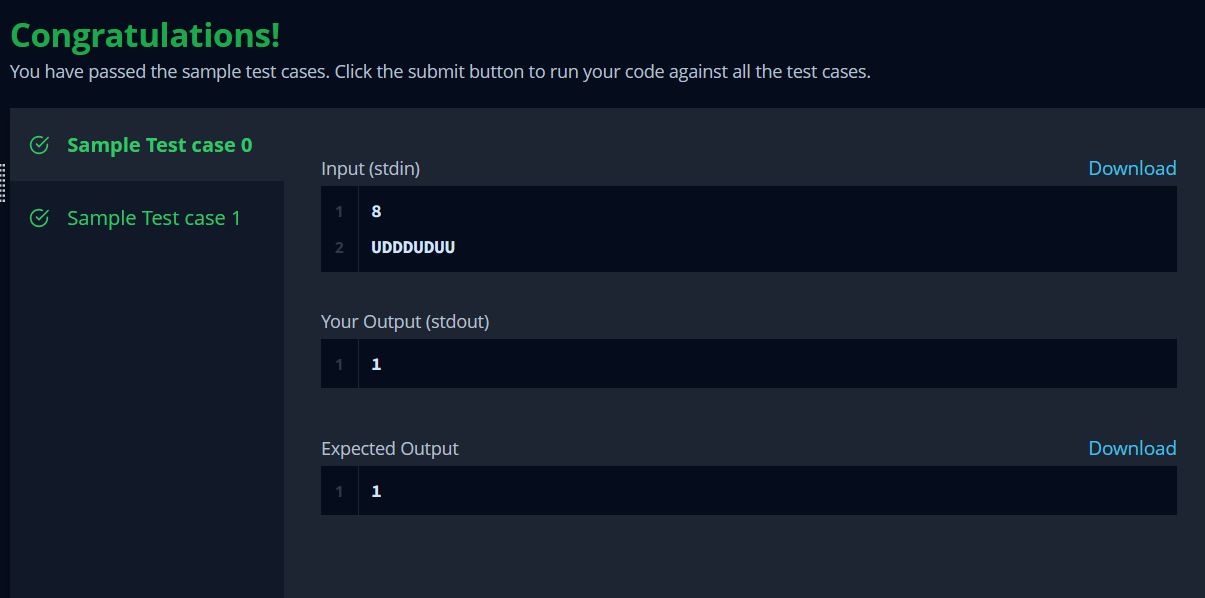 Congratulations!
You have passed the sample test cases. Click the submit button to run your code against all the test cases.
Sample Test case 0
Sample Test case 1
Input (stdin)
Download
1 8
2 UDDDUDUU
Your Output (stdout)
1 1
Expected Output
Download
1 1